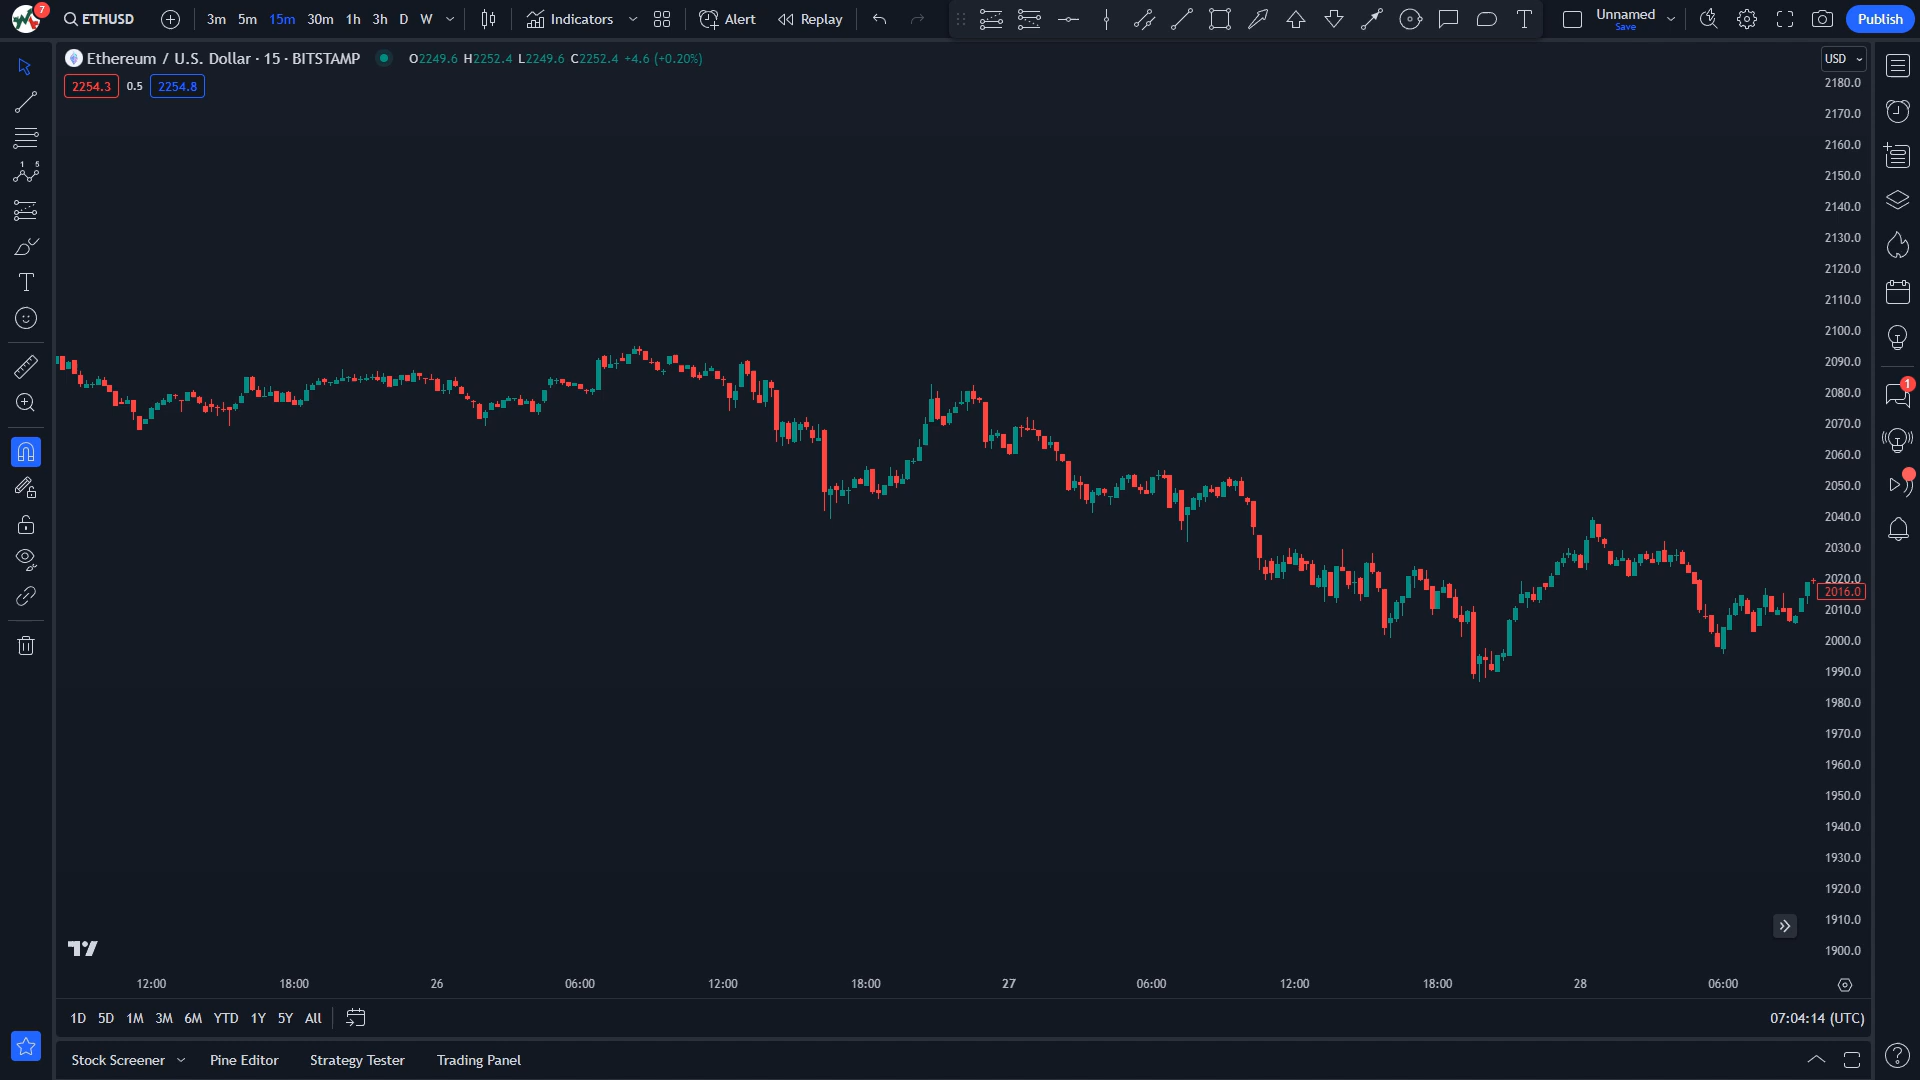 7
ETHUSD
3m 5m 15m 30m 1h 3h D W
Indicators
Alert
Replay
Unnamed
Save
Publish
Ethereum / U.S. Dollar · 15 · BITSTAMP
O2249.6 H2252.4 L2249.6 C2252.4 +4.6 (+0.20%)
2254.3 0.5 2254.8
USD
2180.0
2170.0
2160.0
2150.0
2140.0
2130.0
2120.0
2110.0
2100.0
2090.0
2080.0
2070.0
2060.0
2050.0
2040.0
2030.0
2020.0
2016.0
2010.0
2000.0
1990.0
1980.0
1970.0
1960.0
1950.0
1940.0
1930.0
1920.0
1910.0
1900.0
1 5
1
12:00 18:00 26 06:00 12:00 18:00 27 06:00 12:00 18:00 28 06:00
1D 5D 1M 3M 6M YTD 1Y 5Y All
07:04:14 (UTC)
Stock Screener Pine Editor Strategy Tester Trading Panel